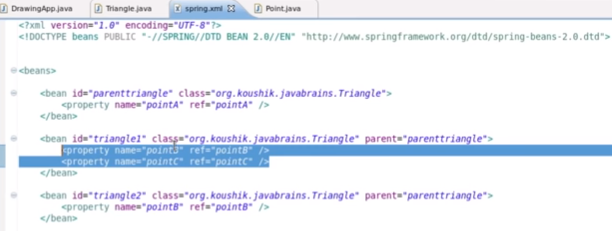 DrawingApp.java Triangle.java spring.xml Point.java
<?xml version="1.0" encoding="UTF-8"?>
<!DOCTYPE beans PUBLIC "-//SPRING//DTD BEAN 2.0//EN" "http://www.springframework.org/dtd/spring-beans-2.0.dtd">
<beans>
<bean id="parenttriangle" class="org.koushik.javabrains.Triangle">
<property name="pointA" ref="pointA" />
</bean>
<bean id="triangle1" class="org.koushik.javabrains.Triangle" parent="parenttriangle">
<property name="pointB" ref="pointB" />
<property name="pointC" ref="pointC" />
</bean>
<bean id="triangle2" class="org.koushik.javabrains.Triangle" parent="parenttriangle">
<property name="pointB" ref="pointB" />
</bean>